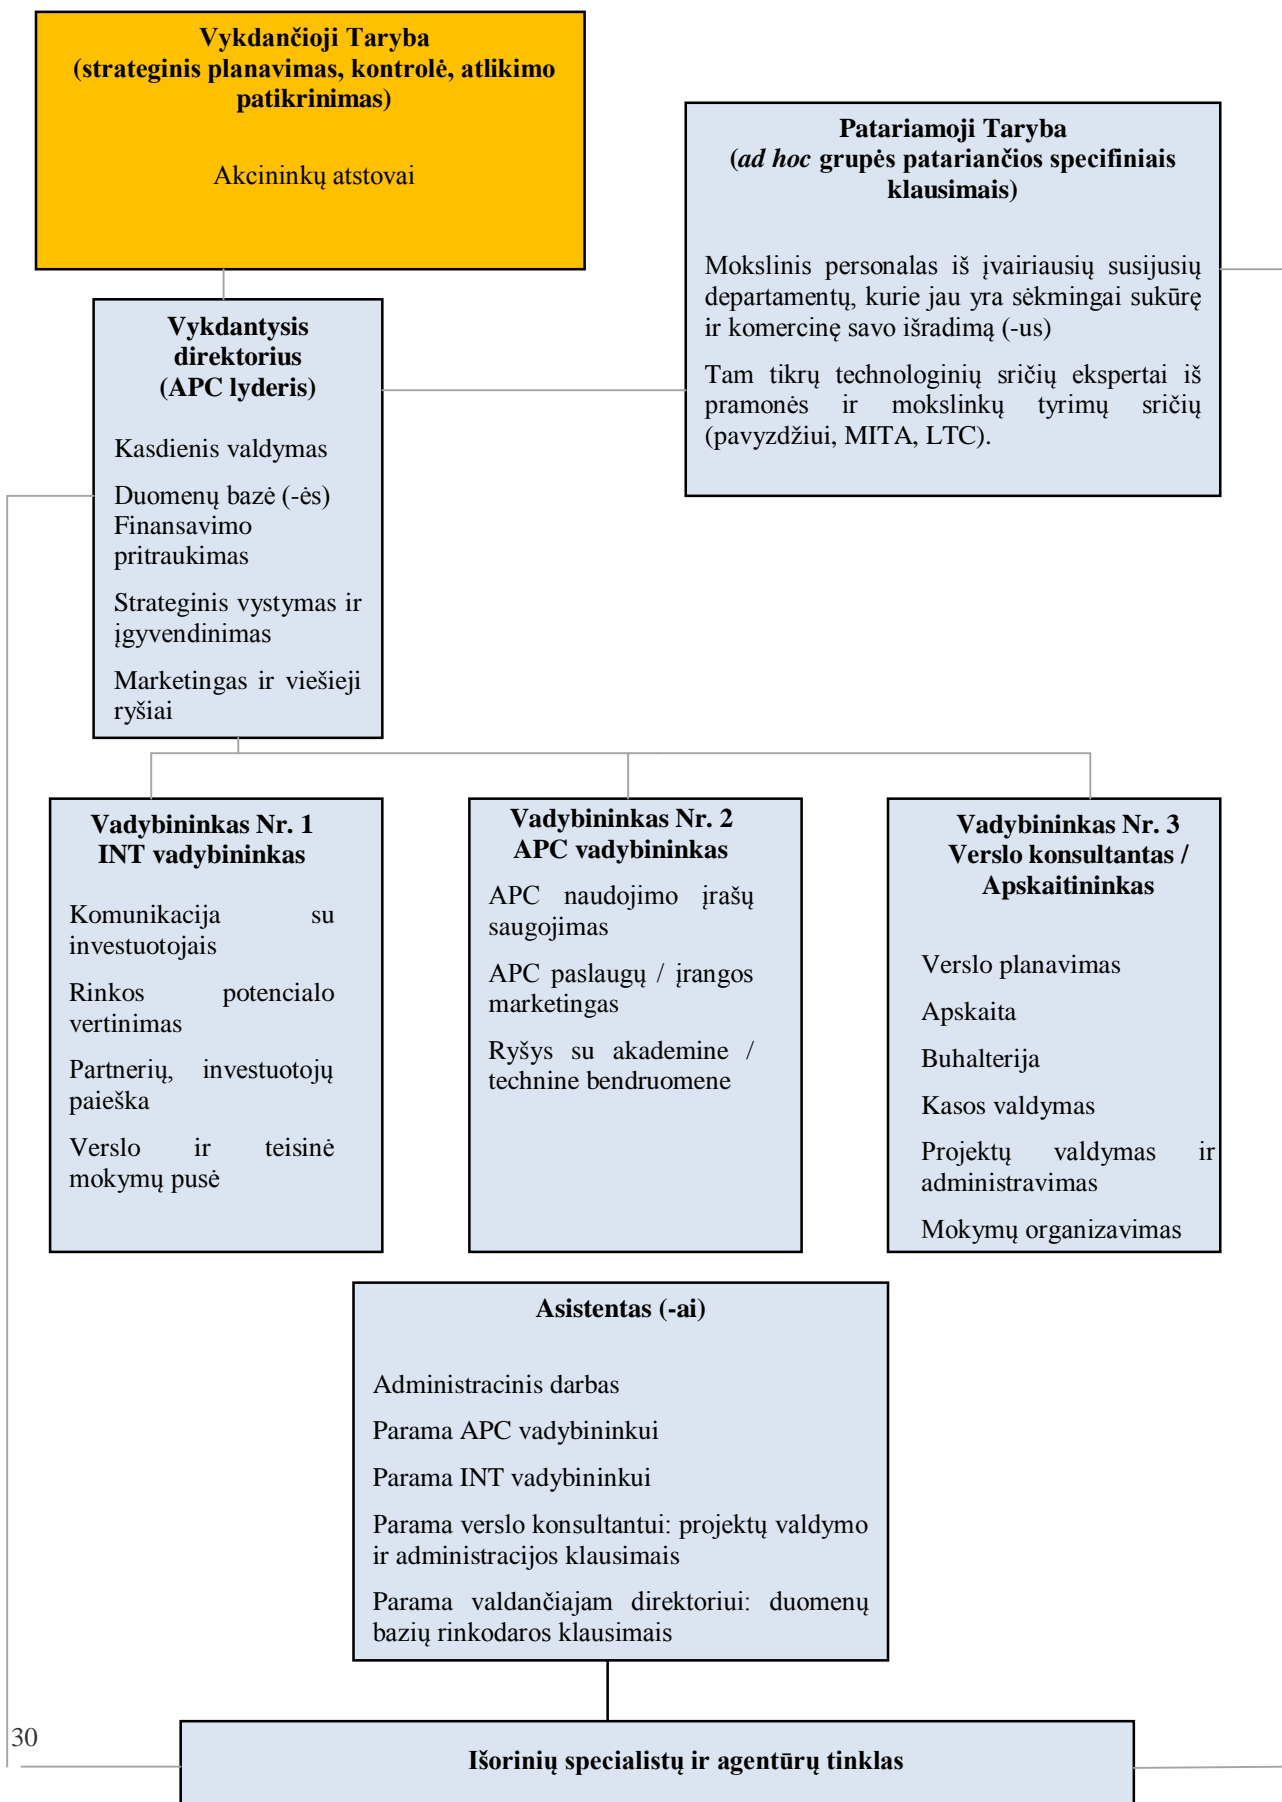 Vykdančioji Taryba
(strateginis planavimas, kontrolė, atlikimo
patikrinimas)
Akcininkų atstovai
Patariamoji Taryba
(ad hoc grupės patariančios specifiniais
klausimais)
Mokslinis personalas iš įvairiausių susijusių
departamentų, kurie jau yra sėkmingai sukūrę
ir komercinę savo išradimą (-us)
Tam tikrų technologinių sričių ekspertai iš
pramonės ir mokslinkų tyrimų sričių
(pavyzdžiui, MITA, LTC).
Vykdantysis
direktorius
(APC lyderis)
Kasdienis valdymas
Duomenų bazė (-ės)
Finansavimo
pritraukimas
Strateginis vystymas ir
įgyvendinimas
Marketingas ir viešieji
ryšiai
Vadybininkas Nr. 1
INT vadybininkas
Komunikacija su
investuotojais
Rinkos potencialo
vertinimas
Partnerių, investuotojų
paieška
Verslo ir teisinė
mokymų pusė
Vadybininkas Nr. 2
APC vadybininkas
APC naudojimo įrašų
saugojimas
APC paslaugų / įrangos
marketingas
Ryšys su akademine /
technine bendruomene
Vadybininkas Nr. 3
Verslo konsultantas /
Apskaitininkas
Verslo planavimas
Apskaita
Buhalterija
Kasos valdymas
Projektų valdymas ir
administravimas
Mokymų organizavimas
Asistentas (-ai)
Administracinis darbas
Parama APC vadybininkui
Parama INT vadybininkui
Parama verslo konsultantui: projektų valdymo
ir administracijos klausimais
Parama valdančiajam direktoriui: duomenų
bazių rinkodaros klausimais
30
Išorinių specialistų ir agentūrų tinklas